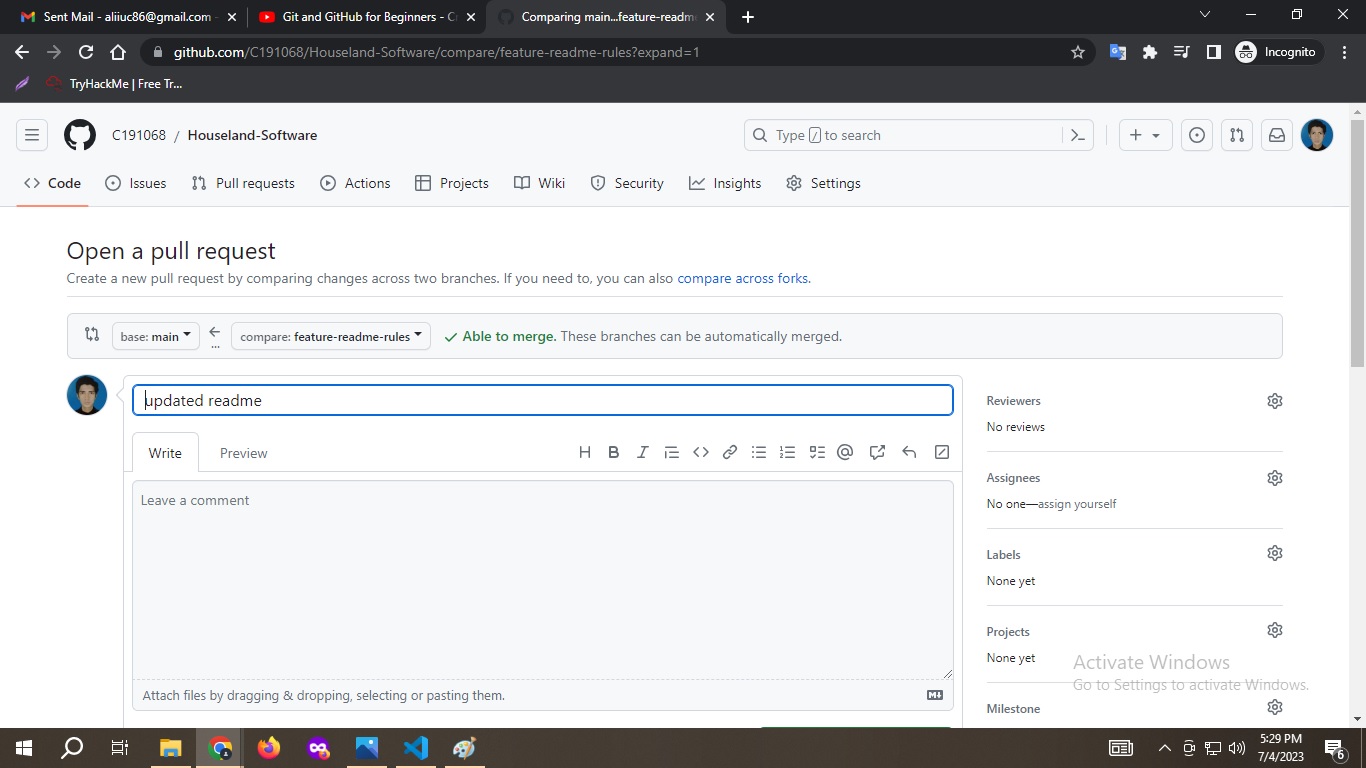 Sent Mail - aliiuc86@gmail.com -
Git and GitHub for Beginners - Cr
Comparing main...feature-readme
github.com/C191068/Houseland-Software/compare/feature-readme-rules?expand=1
Incognito
TryHackMe | Free Tr...
C191068 / Houseland-Software
Type / to search
Code Issues Pull requests Actions Projects Wiki Security Insights Settings
Open a pull request
Create a new pull request by comparing changes across two branches. If you need to, you can also compare across forks.
base: main
compare: feature-readme-rules
Able to merge. These branches can be automatically merged.
updated readme
Write Preview
Leave a comment
Attach files by dragging & dropping, selecting or pasting them.
Reviewers
No reviews
Assignees
No one—assign yourself
Labels
None yet
Projects
None yet
Milestone
Activate Windows
Go to Settings to activate Windows.
5:29 PM
7/4/2023
6